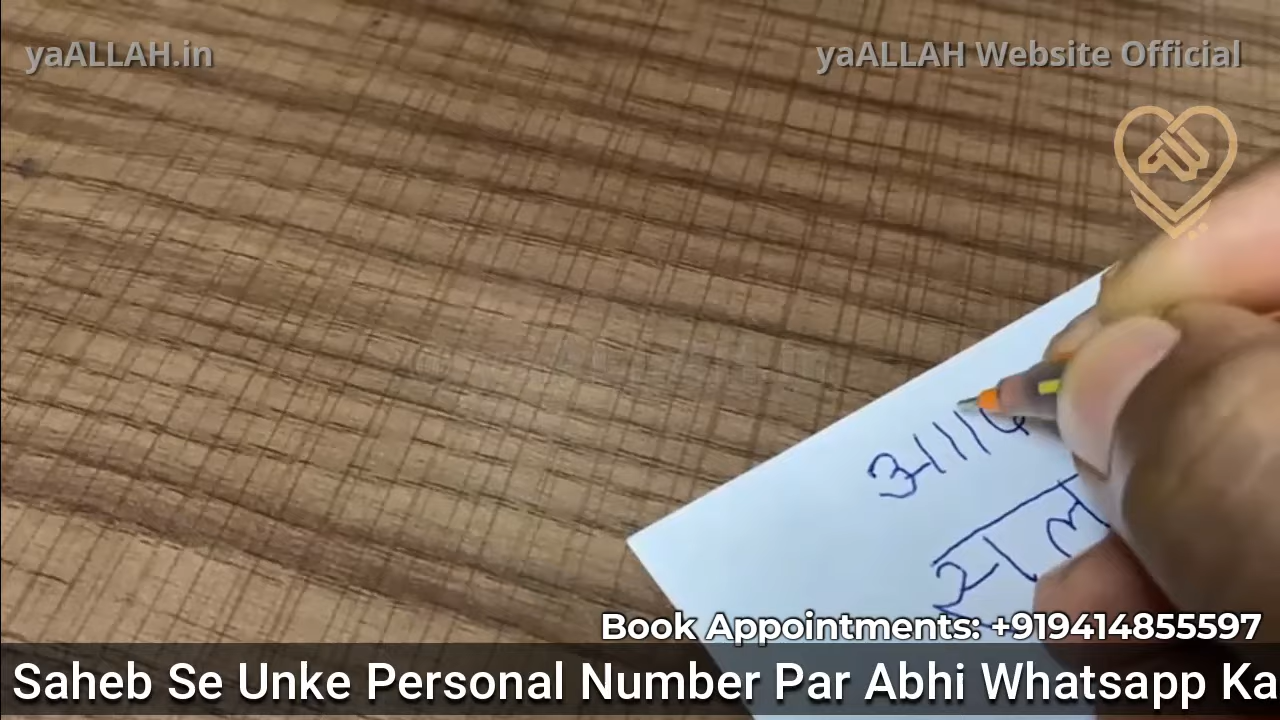 yaALLAH.in
yaALLAH Website Official
Book Appointments: +919414855597
Saheb Se Unke Personal Number Par Abhi Whatsapp Ka